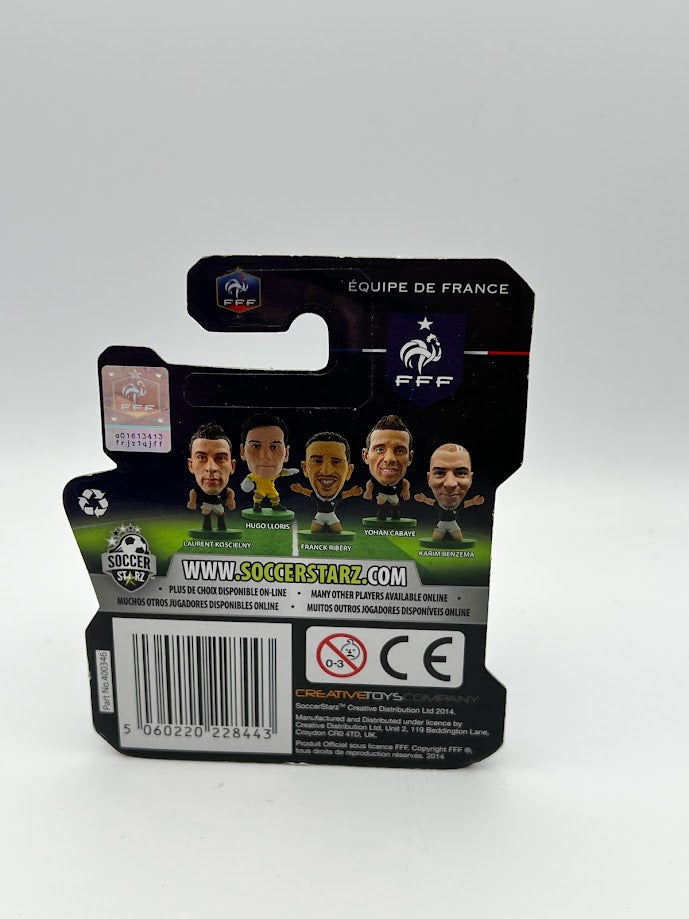 FFF
ÉQUIPE DE FRANCE
FFF
FFF
a01613413
frjz1qjff
LAURENT KOSCIELNY
HUGO LLORIS
FRANCK RIBÉRY
YOHAN CABAYE
KARIM BENZEMA
SOCCER
STARZ
WWW.SOCCERSTARZ.COM
• PLUS DE CHOIX DISPONIBLE ON-LINE • MANY OTHER PLAYERS AVAILABLE ONLINE •
MUCHOS OTROS JUGADORES DISPONIBLES ONLINE • MUITOS OUTROS JOGADORES DISPONÍVEIS ONLINE
Part No:400346
5 060220 228443
0-3
CE
CREATIVETOYSCOMPANY
SoccerStarz™ Creative Distribution Ltd 2014.
Manufactured and Distributed under licence by
Creative Distribution Ltd, Unit 2, 119 Beddington Lane,
Croydon CR0 4TD, UK.
Produit Officiel sous licence FFF. Copyright FFF ®,
tous droits de reproduction réservés. 2014